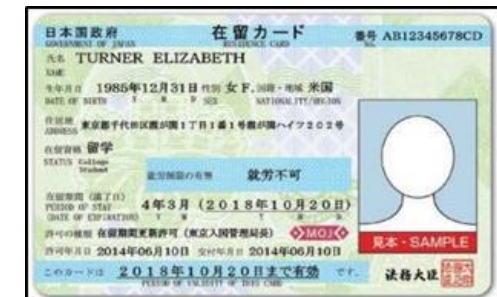 日本国政府 在留カード 番号 AB12345678CD
GOVERNMENT OF JAPAN RESIDENCE CARD No.
氏名 TURNER ELIZABETH
NAME
生年月日 1985年12月31日 性別 女 F. 国籍・地域 米国
DATE OF BIRTH Y M D SEX NATIONALITY/REGION
住居地 東京都千代田区霞が関1丁目1番1号霞が関ハイツ202号
ADDRESS
在留資格 留学
STATUS College
Student
就労制限の有無 就労不可
在留期間(満了日) 4年3月(2018年10月20日)
PERIOD OF STAY
(DATE OF EXPIRATION) Y M Y M D
許可の種類 在留期間更新許可(東京入国管理局長) MOJ
許可年月日 2014年06月10日 交付年月日 2014年06月10日
見本・SAMPLE
このカードは 2018年10月20日まで有効 です。
PERIOD OF VALIDITY OF THIS CARD
法務大臣